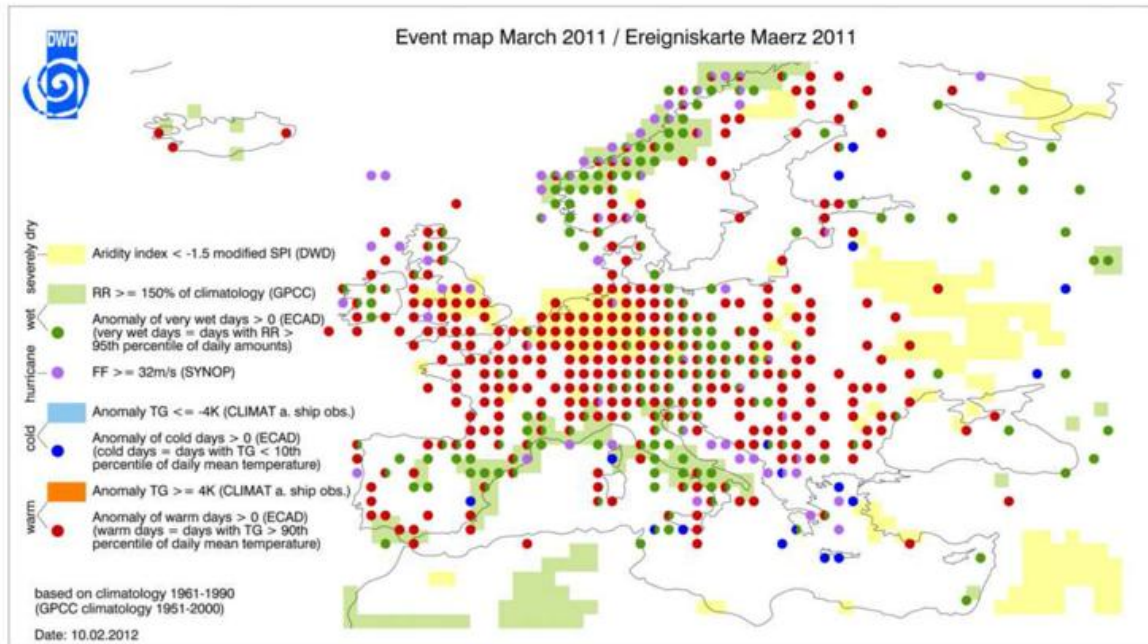 DWD
Event map March 2011 / Ereigniskarte Maerz 2011
severely dry
Aridity index < -1.5 modified SPI (DWD)
wet
RR >= 150% of climatology (GPCC)
Anomaly of very wet days > 0 (ECAD)
(very wet days = days with RR >
95th percentile of daily amounts)
hurricane
FF >= 32m/s (SYNOP)
cold
Anomaly TG <= -4K (CLIMAT a. ship obs.)
Anomaly of cold days > 0 (ECAD)
(cold days = days with TG < 10th
percentile of daily mean temperature)
warm
Anomaly TG >= 4K (CLIMAT a. ship obs.)
Anomaly of warm days > 0 (ECAD)
(warm days = days with TG > 90th
percentile of daily mean temperature)
based on climatology 1961-1990
(GPCC climatology 1951-2000)
Date: 10.02.2012